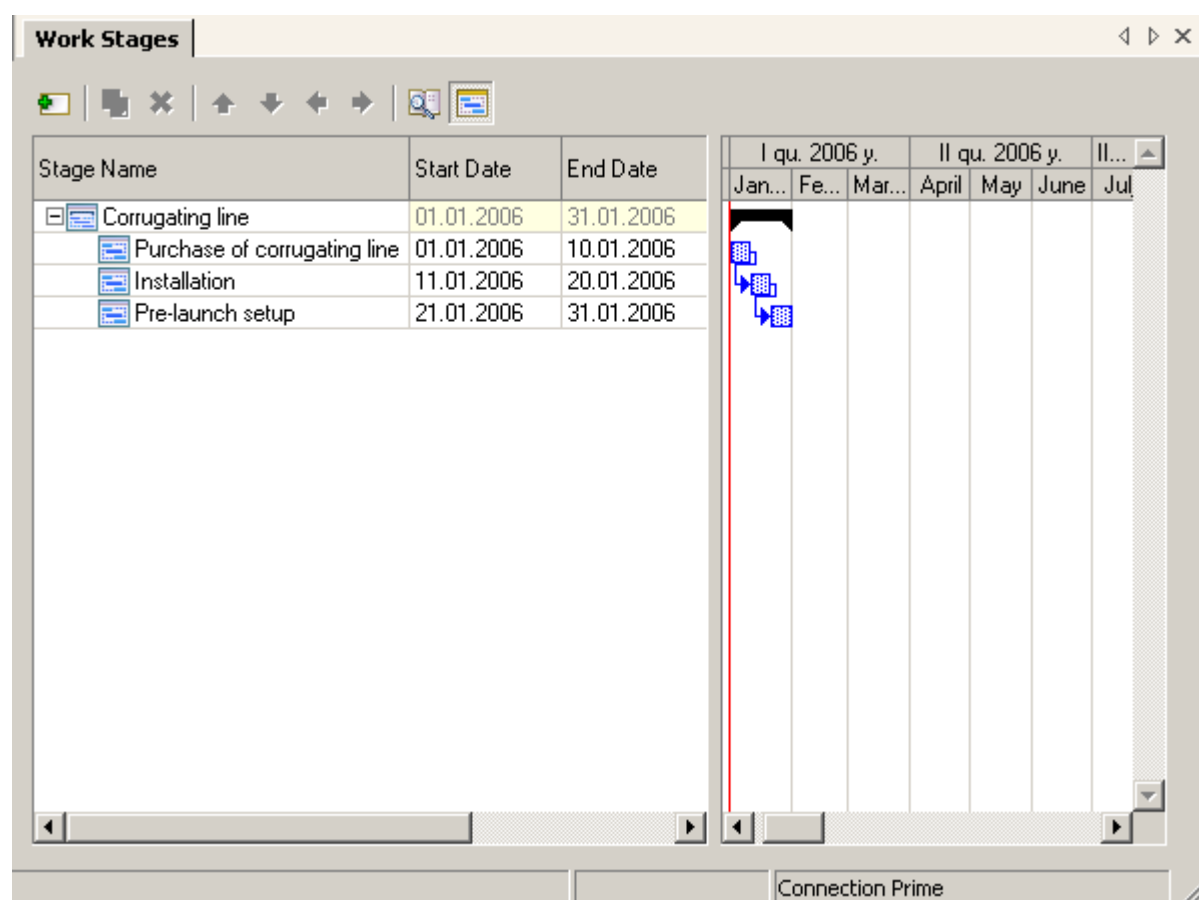 Work Stages
Stage Name Start Date End Date
I qu. 2006 y. II qu. 2006 y. II...
Jan... Fe... Mar... April May June Jul
Corrugating line 01.01.2006 31.01.2006
Purchase of corrugating line 01.01.2006 10.01.2006
Installation 11.01.2006 20.01.2006
Pre-launch setup 21.01.2006 31.01.2006
Connection Prime